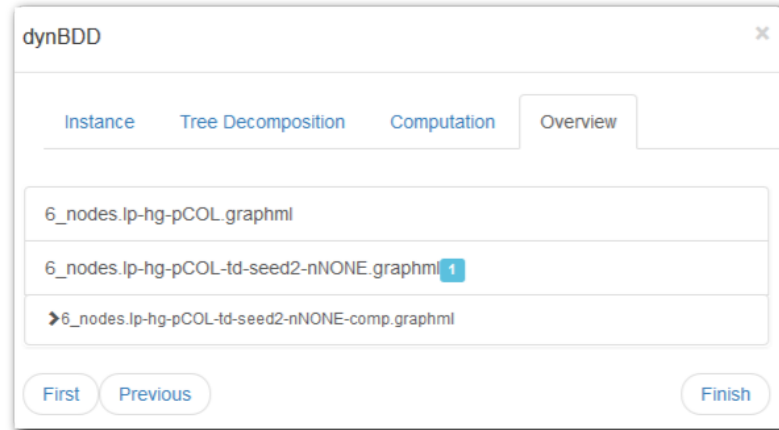 dynBDD ×
Instance Tree Decomposition Computation Overview
6_nodes.lp-hg-pCOL.graphml
6_nodes.lp-hg-pCOL-td-seed2-nNONE.graphml 1
6_nodes.lp-hg-pCOL-td-seed2-nNONE-comp.graphml
First Previous Finish